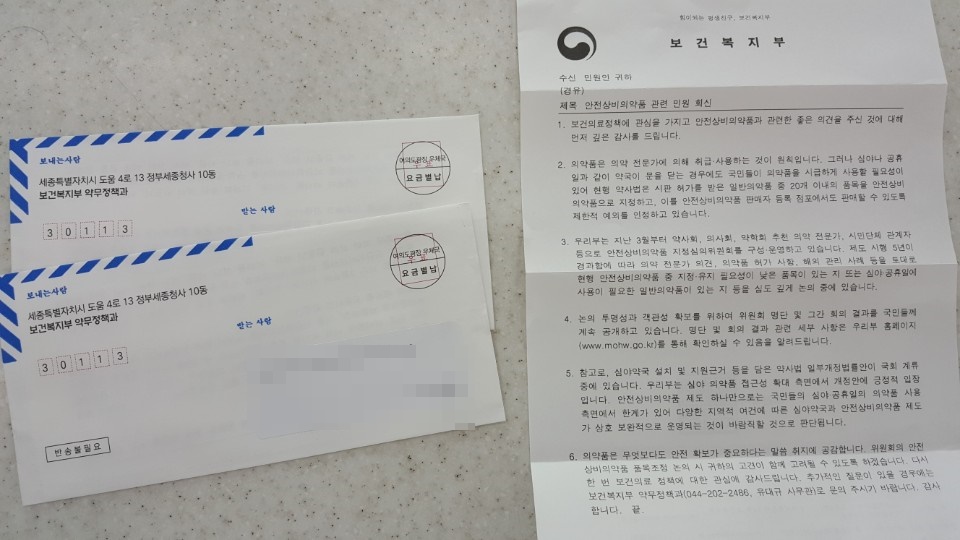 보내는사람
세종특별자치시 도움 4로 13 정부세종청사 10동
보건복지부 약무정책과
받는 사람
30113
여의도광장 우체국
요금별납
보내는사람
세종특별자치시 도움 4로 13 정부세종청사 10동
보건복지부 약무정책과
받는 사람
30113
여의도광장 우체국
요금별납
반송불필요
힘이되는 평생친구, 보건복지부
보건복지부
수신 민원인 귀하
(경유)
제목 안전상비의약품 관련 민원 회신
1. 보건의료정책에 관심을 가지고 안전상비의약품과 관련한 좋은 의견을 주신 것에 대해
먼저 깊은 감사를 드립니다.
2. 의약품은 의약 전문가에 의해 취급·사용하는 것이 원칙입니다. 그러나 심야나 공휴
일과 같이 약국이 문을 닫는 경우에도 국민들이 의약품을 시급하게 사용할 필요성이
있어 현행 약사법은 시판 허가를 받은 일반의약품 중 20개 이내의 품목을 안전상비
의약품으로 지정하고, 이를 안전상비의약품 판매자 등록 점포에서도 판매할 수 있도록
제한적 예외를 인정하고 있습니다.
3. 우리부는 지난 3월부터 약사회, 의사회, 약학회 추천 의약 전문가, 시민단체 관계자
등으로 안전상비의약품 지정심의위원회를 구성·운영하고 있습니다. 제도 시행 5년이
경과함에 따라 의약 전문가 의견, 의약품 허가 사항, 해외 관리 사례 등을 토대로
현행 안전상비의약품 중 지정·유지 필요성이 낮은 품목이 있는 지 또는 심야·공휴일에
사용이 필요한 일반의약품이 있는 지 등을 심도 깊게 논의 중에 있습니다.
4. 논의 투명성과 객관성 확보를 위하여 위원회 명단 및 그간 회의 결과를 국민들께
계속 공개하고 있습니다. 명단 및 회의 결과 관련 세부 사항은 우리부 홈페이지
(www.mohw.go.kr)를 통해 확인하실 수 있음을 알려드립니다.
5. 참고로, 심야약국 설치 및 지원근거 등을 담은 약사법 일부개정법률안이 국회 계류
중에 있습니다. 우리부는 심야 의약품 접근성 확대 측면에서 개정안에 긍정적 입장
입니다. 안전상비의약품 제도 하나만으로는 국민들의 심야·공휴일의 의약품 사용
측면에서 한계가 있어 다양한 지역적 여건에 따른 심야약국과 안전상비의약품 제도
가 상호 보완적으로 운영되는 것이 바람직할 것으로 판단됩니다.
6. 의약품은 무엇보다도 안전 확보가 중요하다는 말씀 취지에 공감합니다. 위원회의 안전
상비의약품 품목조정 논의 시 귀하의 고견이 함께 고려될 수 있도록 하겠습니다. 다시
한 번 보건의료 정책에 대한 관심에 감사드립니다. 추가적인 질문이 있을 경우에는
보건복지부 약무정책과(044-202-2486, 유대규 사무관)로 문의 주시기 바랍니다. 감사
합니다. 끝.